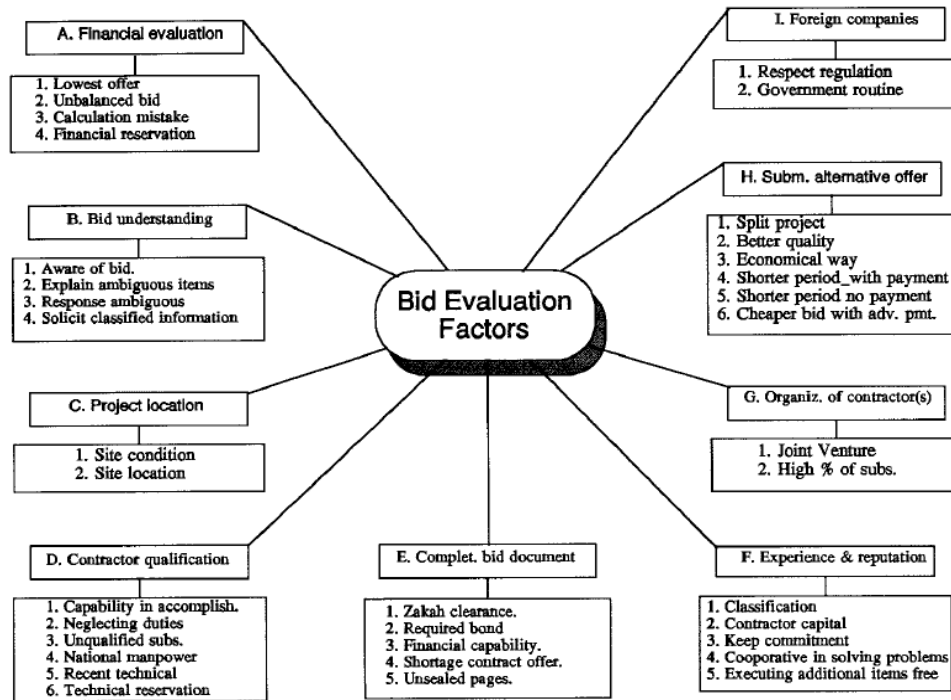 A. Financial evaluation
1. Lowest offer
2. Unbalanced bid
3. Calculation mistake
4. Financial reservation
B. Bid understanding
1. Aware of bid.
2. Explain ambiguous items
3. Response ambiguous
4. Solicit classified information
C. Project location
1. Site condition
2. Site location
D. Contractor qualification
1. Capability in accomplish.
2. Neglecting duties
3. Unqualified subs.
4. National manpower
5. Recent technical
6. Technical reservation
Bid Evaluation
Factors
E. Complet. bid document
1. Zakah clearance.
2. Required bond
3. Financial capability.
4. Shortage contract offer.
5. Unsealed pages.
I. Foreign companies
1. Respect regulation
2. Government routine
H. Subm. alternative offer
1. Split project
2. Better quality
3. Economical way
4. Shorter period_with payment
5. Shorter period no payment
6. Cheaper bid with adv. pmt.
G. Organiz. of contractor(s)
1. Joint Venture
2. High % of subs.
F. Experience & reputation
1. Classification
2. Contractor capital
3. Keep commitment
4. Cooporative in solving problems
5. Executing additional items free